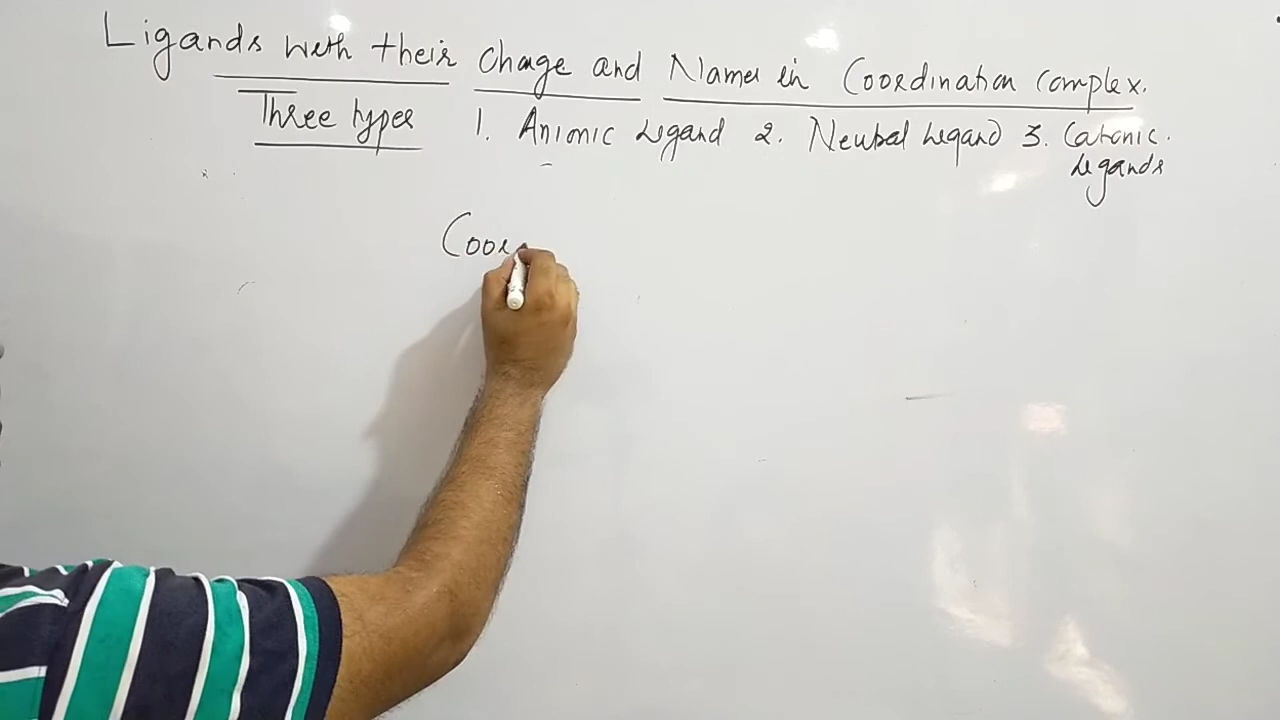 Ligands with their Charge and Names in Coordination complex.
Three types 1. Anionic Ligand 2. Neutral Ligand 3. Cationic.
Ligands
Coor